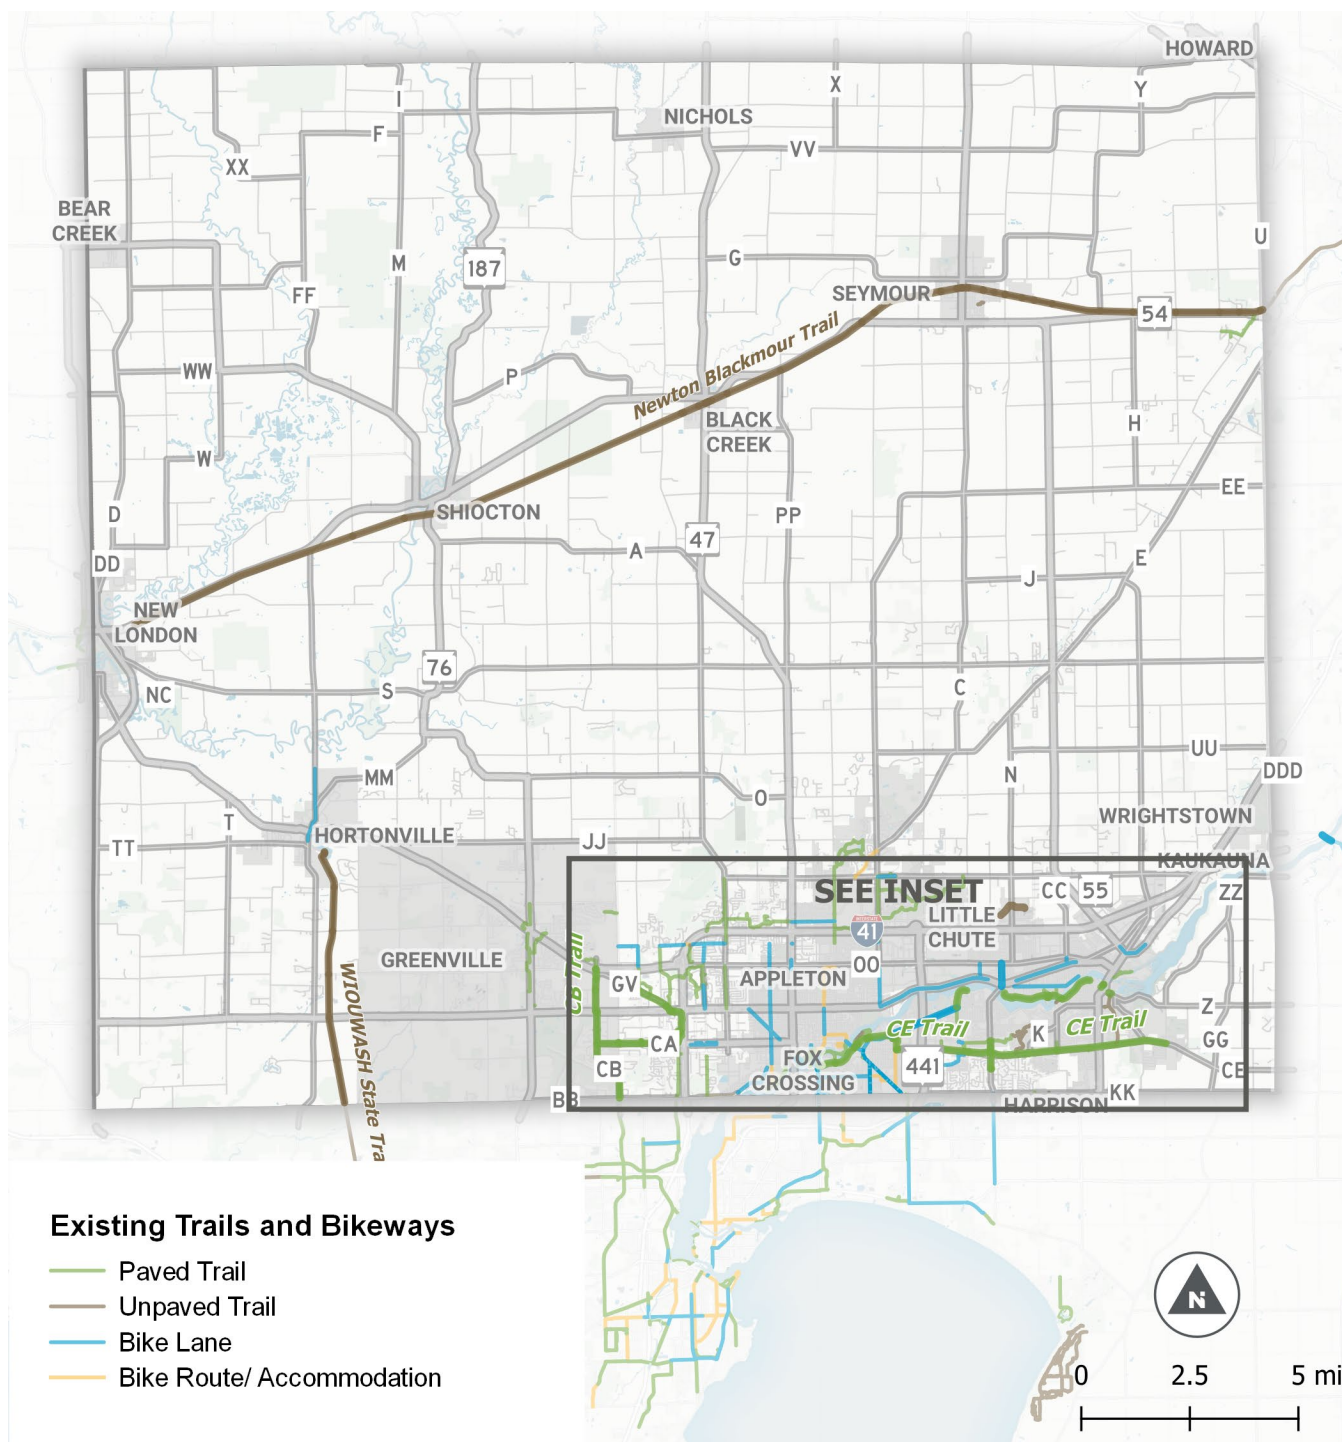 HOWARD
I
X
Y
NICHOLS
F
VV
XX
BEAR
CREEK
U
M
G
187
FF
SEYMOUR
54
Newton Blackmour Trail
WW
P
BLACK
CREEK
H
W
EE
D
SHIOCTON
PP
47
A
E
DD
J
NEW
LONDON
76
NC
S
C
UU
MM
N
DDD
O
WRIGHTSTOWN
T
HORTONVILLE
TT
JJ
KAUKAUNA
SEE INSET
CC
55
ZZ
LITTLE
CHUTE
41
GREENVILLE
CB Trail
OO
APPLETON
GV
WIOUWASH State Tra
Z
CE Trail
CE Trail
K
CA
GG
FOX
CROSSING
441
CB
CE
BB
KK
HARRISON
Existing Trails and Bikeways
Paved Trail
Unpaved Trail
Bike Lane
Bike Route/ Accommodation
N
0 2.5 5 mi